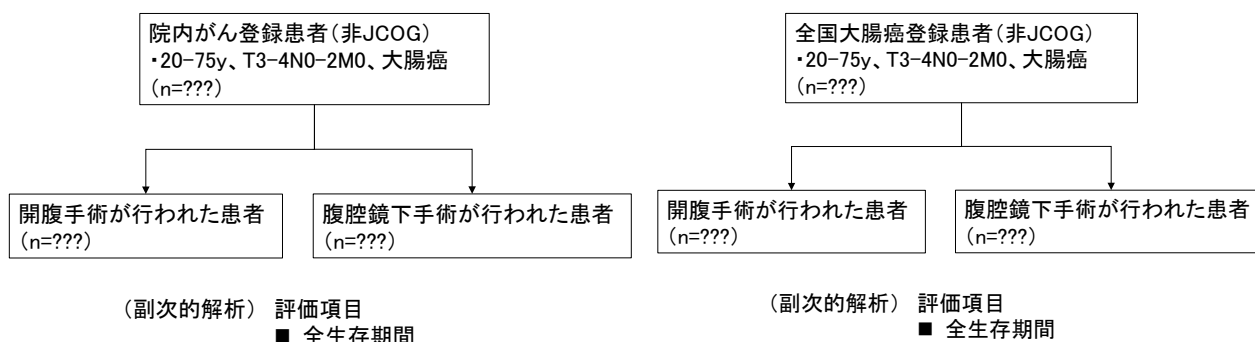 院内がん登録患者(非JCOG)
・20-75y、T3-4N0-2M0、大腸癌
(n=???)
開腹手術が行われた患者
(n=???)
腹腔鏡下手術が行われた患者
(n=???)
(副次的解析) 評価項目
■ 全生存期間
全国大腸癌登録患者(非JCOG)
・20-75y、T3-4N0-2M0、大腸癌
(n=???)
開腹手術が行われた患者
(n=???)
腹腔鏡下手術が行われた患者
(n=???)
(副次的解析) 評価項目
■ 全生存期間